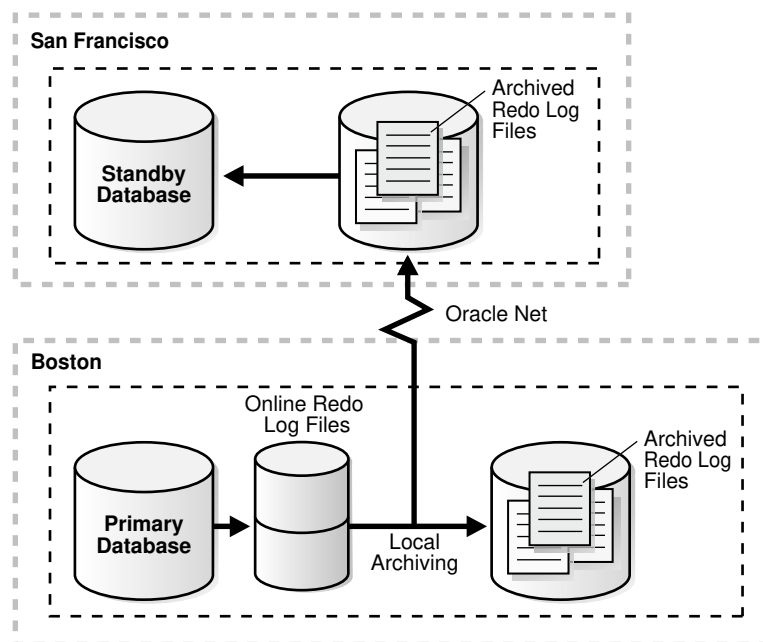 San Francisco
Archived
Redo Log
Files
Standby
Database
Oracle Net
Boston
Online Redo
Log Files
Archived
Redo Log
Files
Primary
Database
Local
Archiving